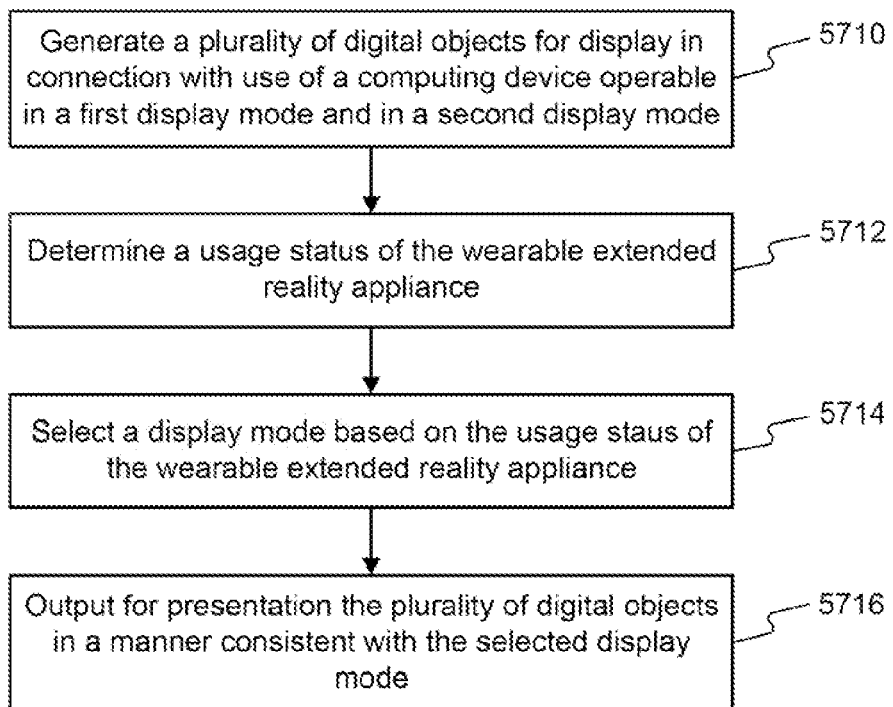 Generate a plurality of digital objects for display in
connection with use of a computing device operable
in a first display mode and in a second display mode
5710
Determine a usage status of the wearable extended
reality appliance
5712
Select a display mode based on the usage staus of
the wearable extended reality appliance
5714
Output for presentation the plurality of digital objects
in a manner consistent with the selected display
mode
5716